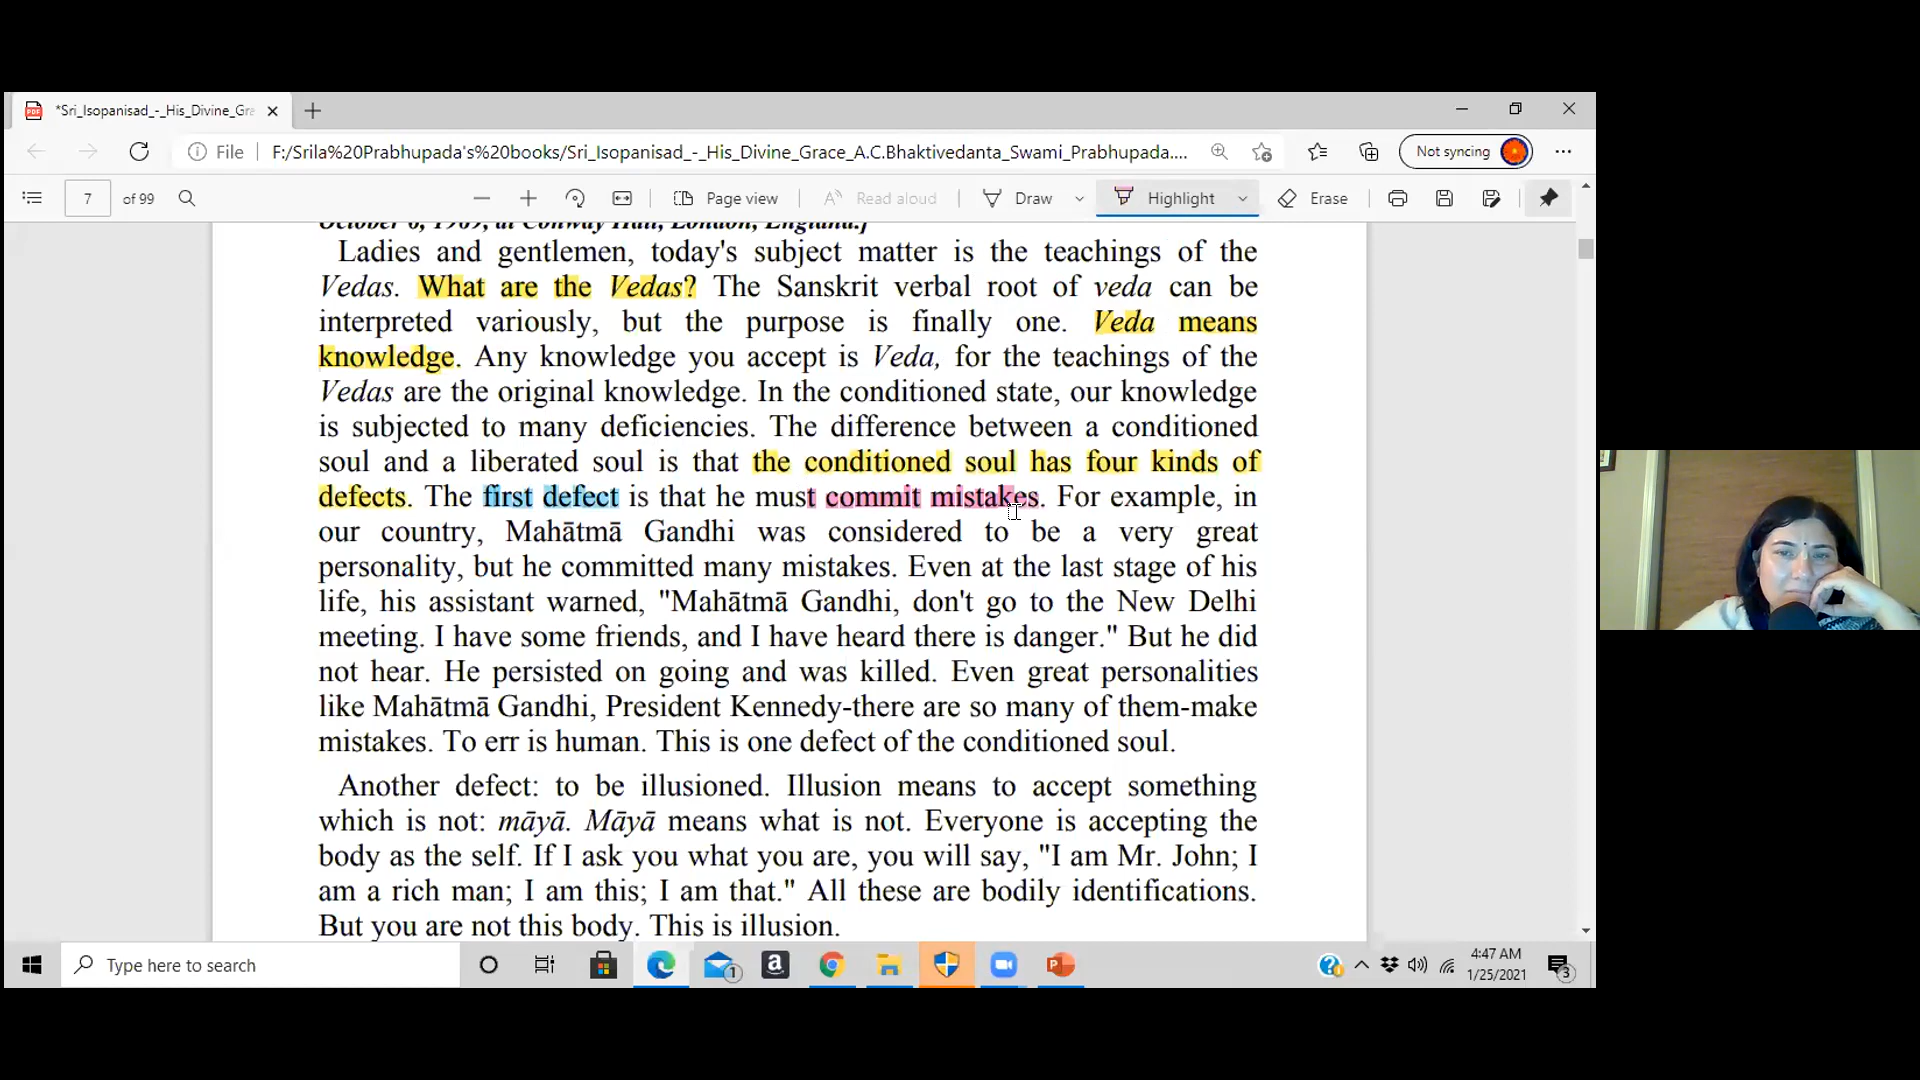 *Sri_Isopanisad_-_His_Divine_Gra
File
F:/Srila%20Prabhupada's%20books/Sri_Isopanisad_-_His_Divine_Grace_A.C.Bhaktivedanta_Swami_Prabhupada....
Not syncing
7 of 99
Page view
Read aloud
Draw
Highlight
Erase
October 6, 1969, at Conway Hall, London, England.]
Ladies and gentlemen, today's subject matter is the teachings of the
Vedas. What are the Vedas? The Sanskrit verbal root of veda can be
interpreted variously, but the purpose is finally one. Veda means
knowledge. Any knowledge you accept is Veda, for the teachings of the
Vedas are the original knowledge. In the conditioned state, our knowledge
is subjected to many deficiencies. The difference between a conditioned
soul and a liberated soul is that the conditioned soul has four kinds of
defects. The first defect is that he must commit mistakes. For example, in
our country, Mahātmā Gandhi was considered to be a very great
personality, but he committed many mistakes. Even at the last stage of his
life, his assistant warned, "Mahātmā Gandhi, don't go to the New Delhi
meeting. I have some friends, and I have heard there is danger." But he did
not hear. He persisted on going and was killed. Even great personalities
like Mahātmā Gandhi, President Kennedy-there are so many of them-make
mistakes. To err is human. This is one defect of the conditioned soul.
Another defect: to be illusioned. Illusion means to accept something
which is not: māyā. Māyā means what is not. Everyone is accepting the
body as the self. If I ask you what you are, you will say, "I am Mr. John; I
am a rich man; I am this; I am that." All these are bodily identifications.
But you are not this body. This is illusion.
Type here to search
4:47 AM
1/25/2021